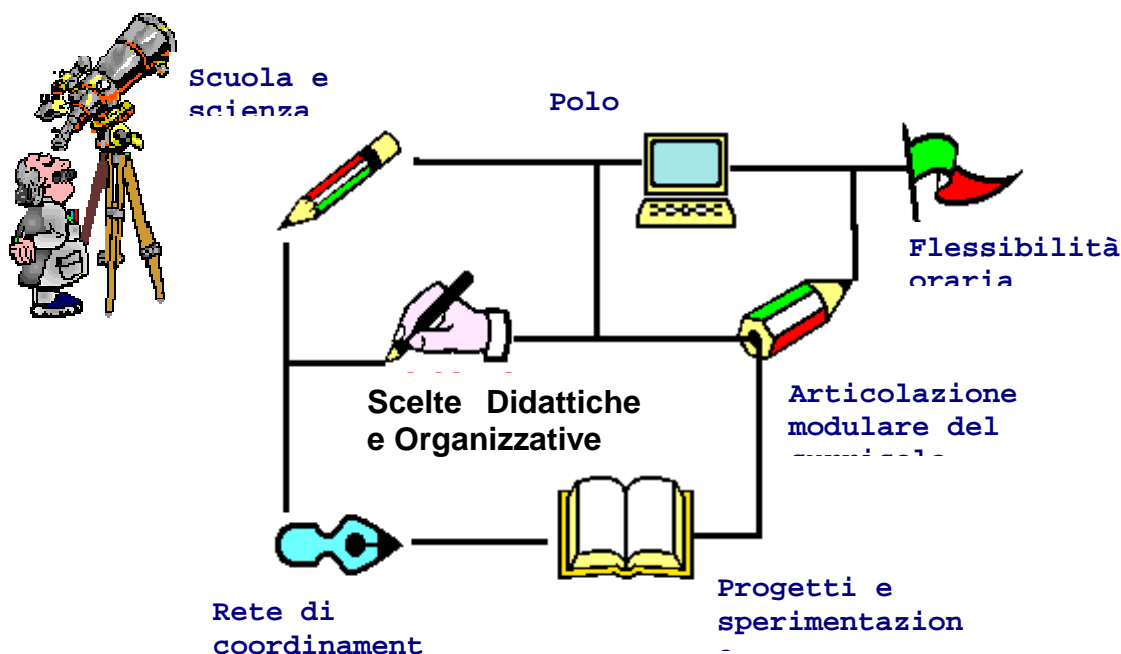 Scuola e
scienza
Polo
Flessibilità
oraria
Scelte Didattiche
e Organizzative
Articolazione
modulare del
Progetti e
sperimentazion
Rete di
coordinament